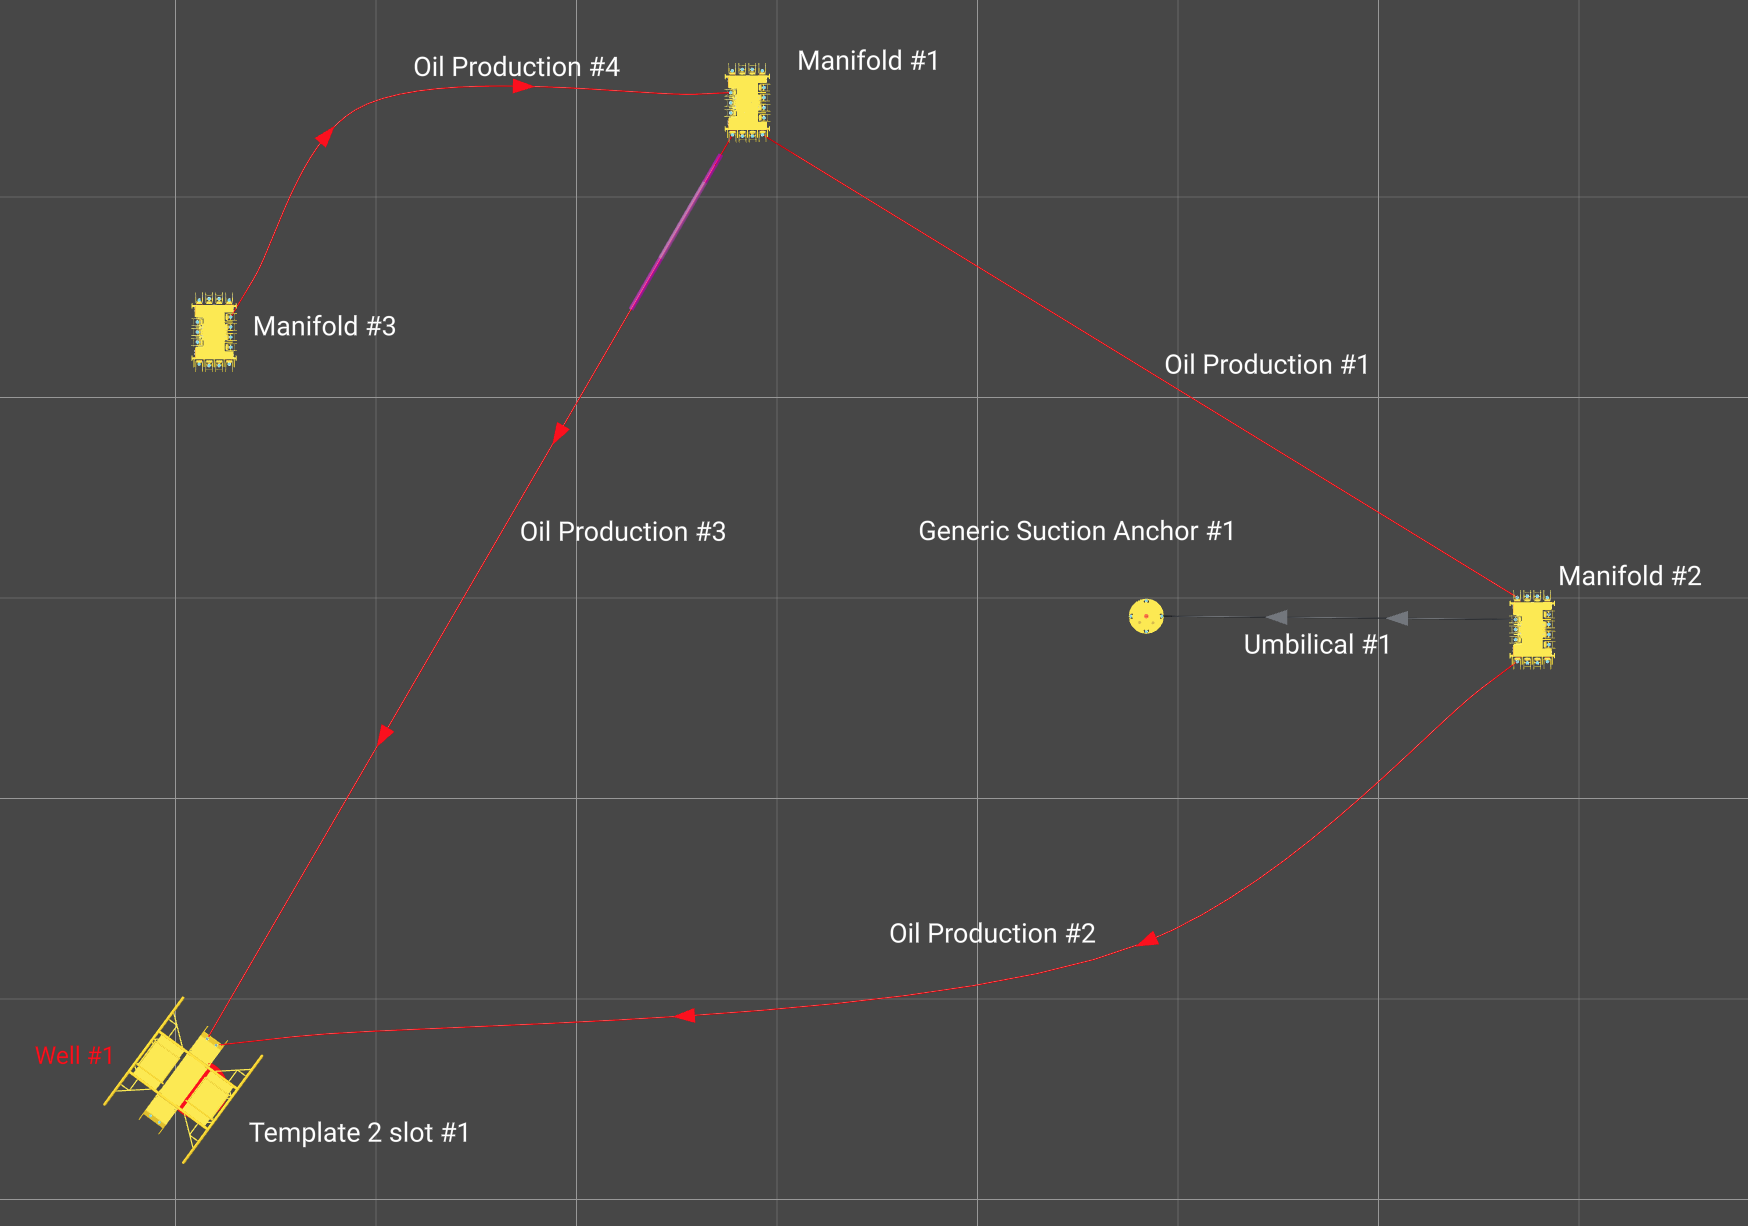 Manifold #1
Oil Production #4
Manifold #3
Oil Production #1
Oil Production #3
Generic Suction Anchor #1
Manifold #2
Umbilical #1
Oil Production #2
Well #1
Template 2 slot #1